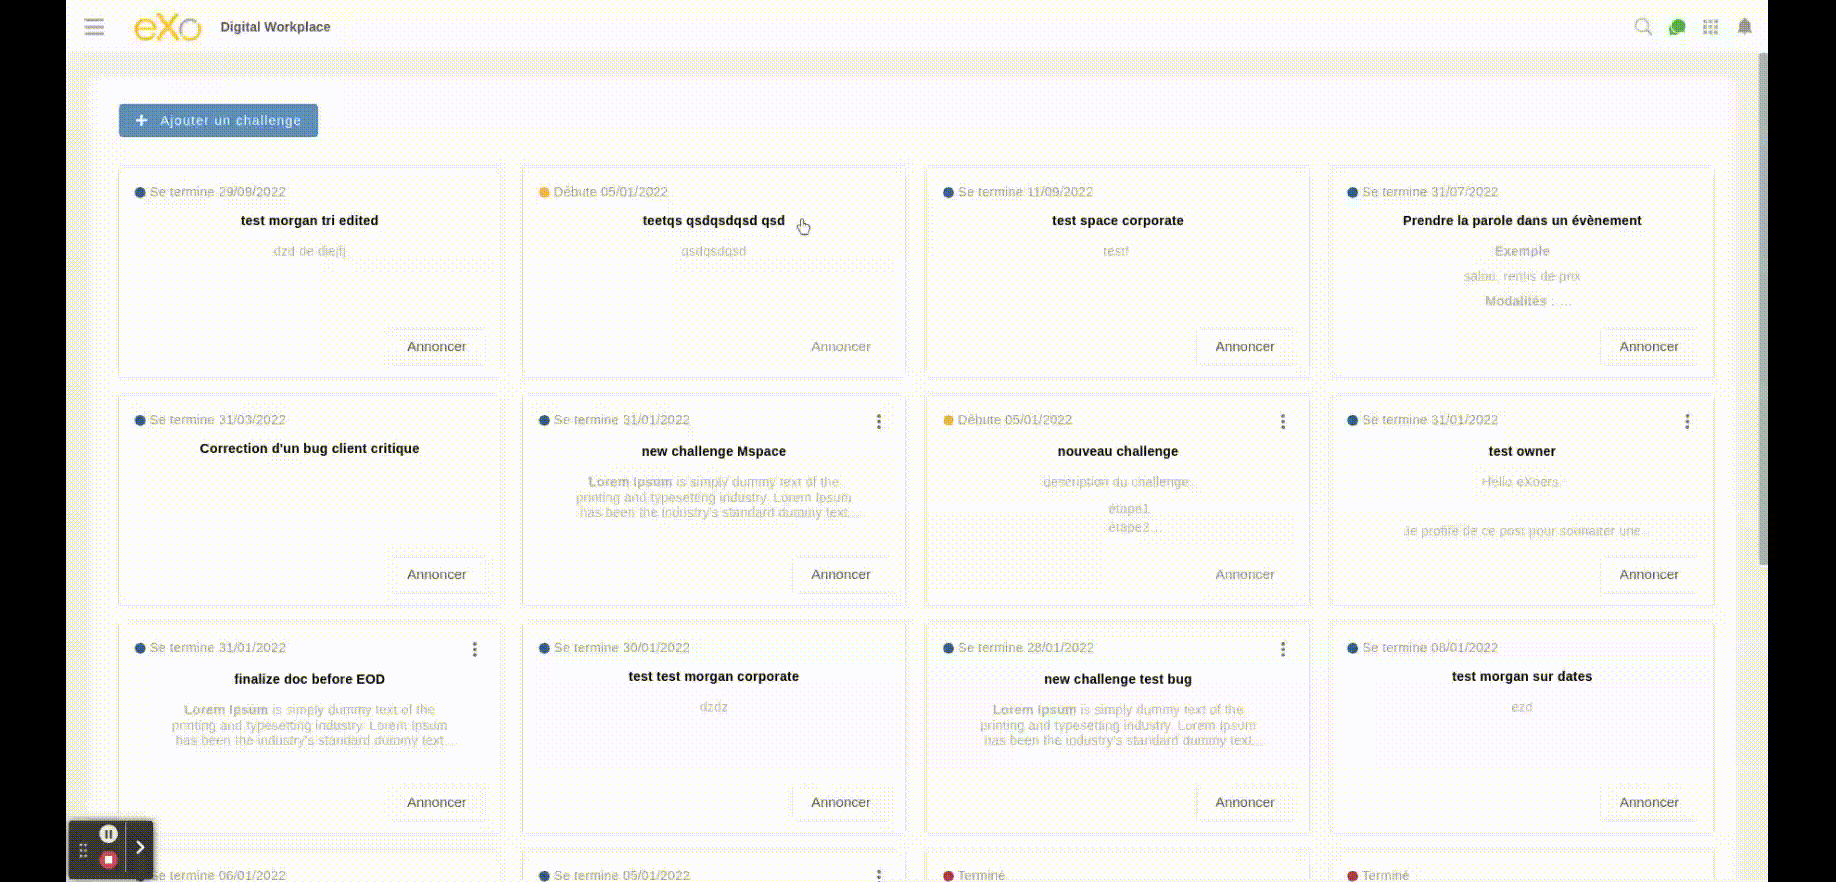 eXo Digital Workplace
+ Ajouter un challenge
Se termine 29/09/2022
test morgan tri edited
dzd de diejfj
Annoncer
Débute 05/01/2022
teetqs qsdqsdqsd qsd
qsdqsdqsd
Annoncer
Se termine 11/09/2022
test space corporate
testf
Annoncer
Se termine 31/07/2022
Prendre la parole dans un évènement
Exemple
salon, remis de prix
Modalités : ...
Annoncer
Se termine 31/03/2022
Correction d'un bug client critique
Annoncer
Se termine 31/01/2022
new challenge Mspace
Lorem Ipsum is simply dummy text of the
printing and typesetting industry. Lorem Ipsum
has been the industry's standard dummy text...
Annoncer
Débute 05/01/2022
nouveau challenge
description du challenge
étape1
étape2...
Annoncer
Se termine 31/01/2022
test owner
Hello eXoers
Je profite de ce post pour souhaiter une...
Annoncer
Se termine 31/01/2022
finalize doc before EOD
Lorem Ipsum is simply dummy text of the
printing and typesetting industry. Lorem Ipsum
has been the industry's standard dummy text...
Annoncer
Se termine 30/01/2022
test test morgan corporate
dzdz
Annoncer
Se termine 28/01/2022
new challenge test bug
Lorem Ipsum is simply dummy text of the
printing and typesetting industry. Lorem Ipsum
has been the industry's standard dummy text...
Annoncer
Se termine 08/01/2022
test morgan sur dates
ezd
Annoncer
Se termine 06/01/2022
Se termine 05/01/2022
Terminé
Terminé